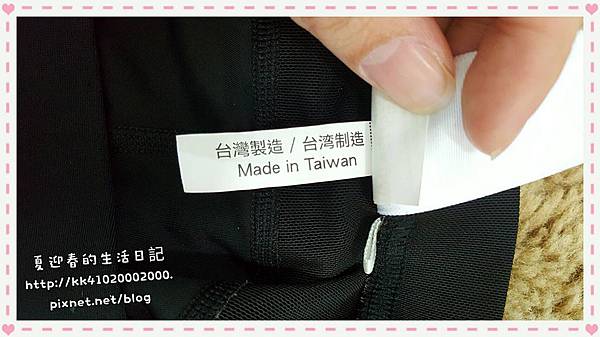 台灣製造 / 台湾制造
Made in Taiwan
夏迎春的生活日記
http://kk41020002000.
pixnet.net/blog